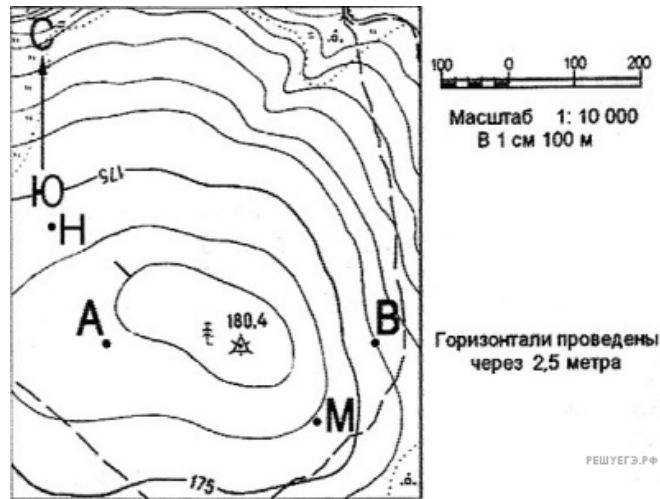 С
Ю
175
Н
А
180,4
В
М
175
100 0 100 200
Масштаб 1: 10 000
В 1 см 100 м
Горизонтали проведены
через 2,5 метра
РЕШУЕГЭ.РФ